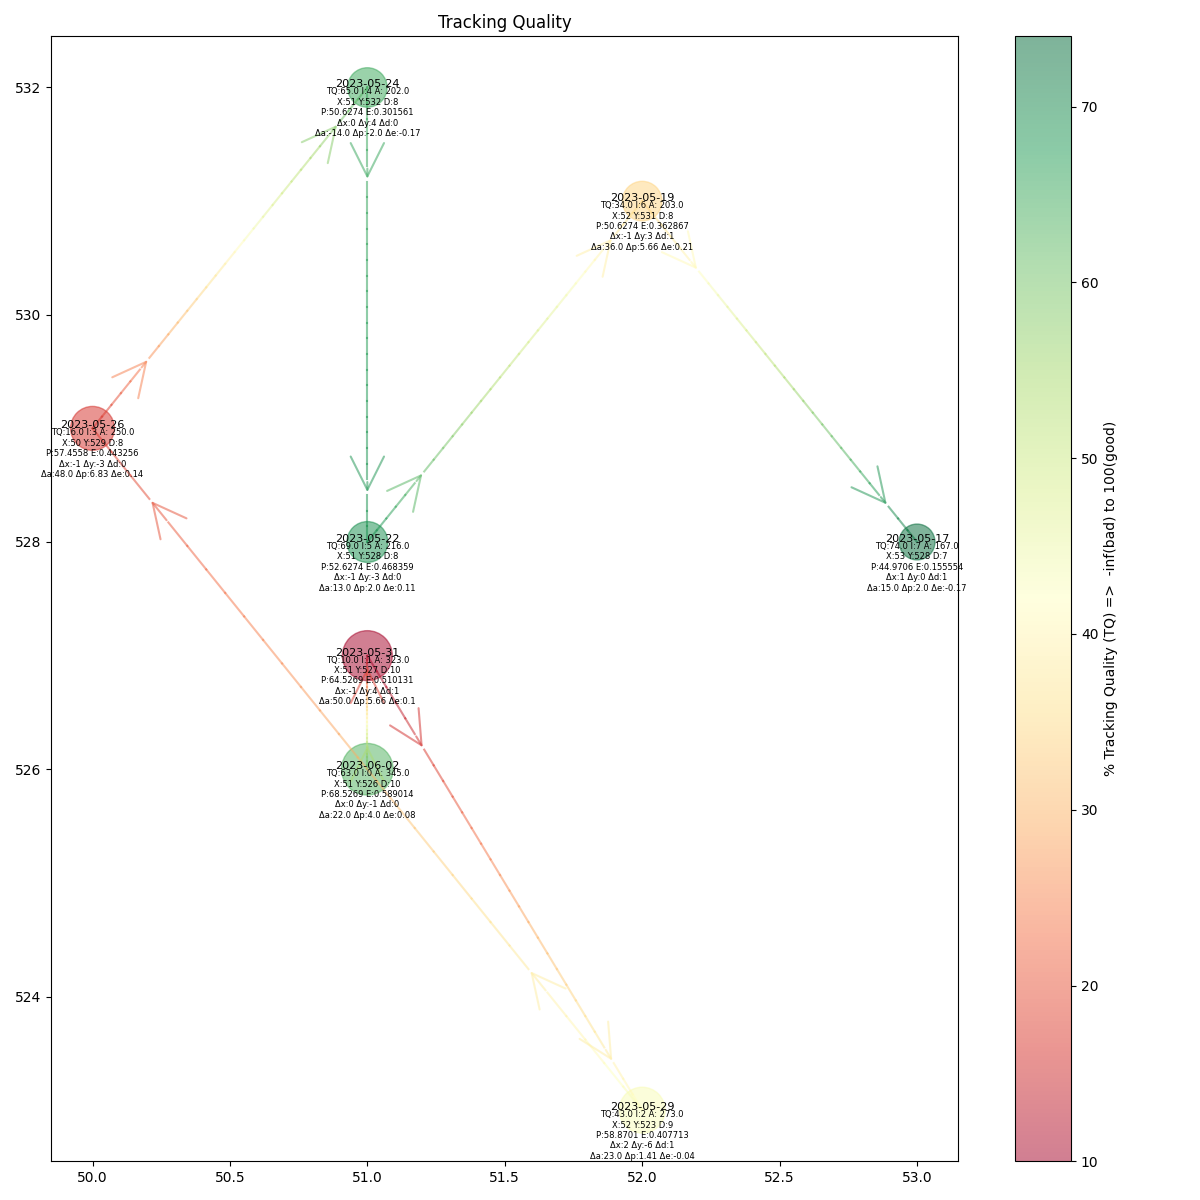 Tracking Quality
532
530
528
526
524
50.0
50.5
51.0
51.5
52.0
52.5
53.0
2023-05-24
TQ:65.0 I:4 A: 202.0
X:51 Y:532 D:8
P:50.6274 E:0.301561
Δx:0 Δy:4 Δd:0
Δa:-14.0 Δp:-2.0 Δe:-0.17
2023-05-19
TQ:34.0 I:6 A: 203.0
X:52 Y:531 D:8
P:50.6274 E:0.362867
Δx:-1 Δy:3 Δd:1
Δa:36.0 Δp:5.66 Δe:0.21
2023-05-26
TQ:16.0 I:3 A: 250.0
X:50 Y:529 D:8
P:57.4558 E:0.443256
Δx:-1 Δy:-3 Δd:0
Δa:48.0 Δp:6.83 Δe:0.14
2023-05-22
TQ:69.0 I:5 A: 216.0
X:51 Y:528 D:8
P:52.6274 E:0.468359
Δx:-1 Δy:-3 Δd:0
Δa:13.0 Δp:2.0 Δe:0.11
2023-05-17
TQ:74.0 I:7 A: 167.0
X:53 Y:528 D:7
P:44.9706 E:0.155554
Δx:1 Δy:0 Δd:1
Δa:15.0 Δp:2.0 Δe:-0.17
2023-05-31
TQ:10.0 I:1 A: 323.0
X:51 Y:527 D:10
P:64.5269 E:0.510131
Δx:-1 Δy:4 Δd:1
Δa:50.0 Δp:5.66 Δe:0.1
2023-06-02
TQ:63.0 I:0 A: 345.0
X:51 Y:526 D:10
P:68.5269 E:0.589014
Δx:0 Δy:-1 Δd:0
Δa:22.0 Δp:4.0 Δe:0.08
2023-05-29
TQ:43.0 I:2 A: 273.0
X:52 Y:523 D:9
P:58.8701 E:0.407713
Δx:2 Δy:-6 Δd:1
Δa:23.0 Δp:1.41 Δe:-0.04
70
60
50
40
30
20
10
% Tracking Quality (TQ) =>  -inf(bad) to 100(good)